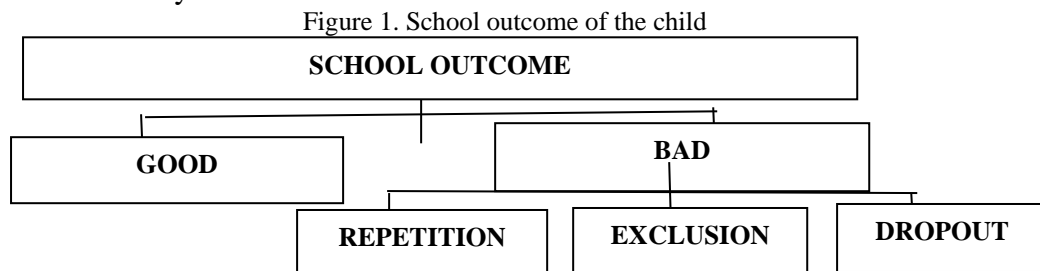 Figure 1. School outcome of the child
SCHOOL OUTCOME
GOOD
BAD
REPETITION
EXCLUSION
DROPOUT